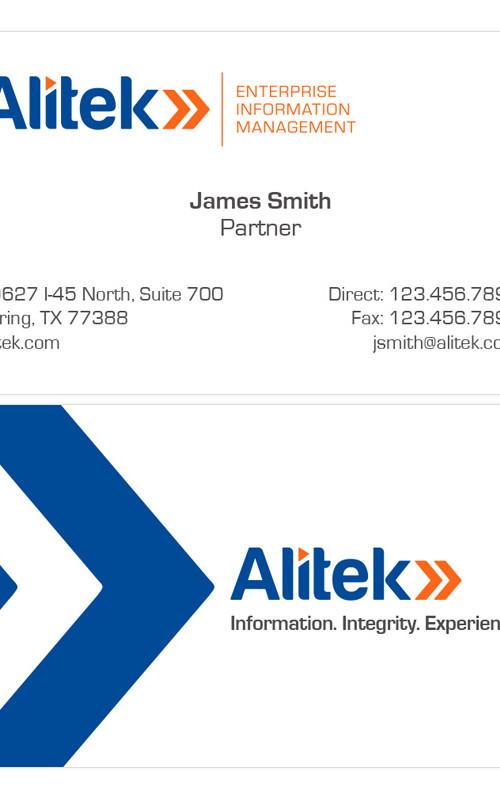 Alitek
ENTERPRISE
INFORMATION
MANAGEMENT
James Smith
Partner
627 I-45 North, Suite 700
ring, TX 77388
ek.com
Direct: 123.456.789
Fax: 123.456.789
jsmith@alitek.co
Alitek
Information. Integrity. Experien